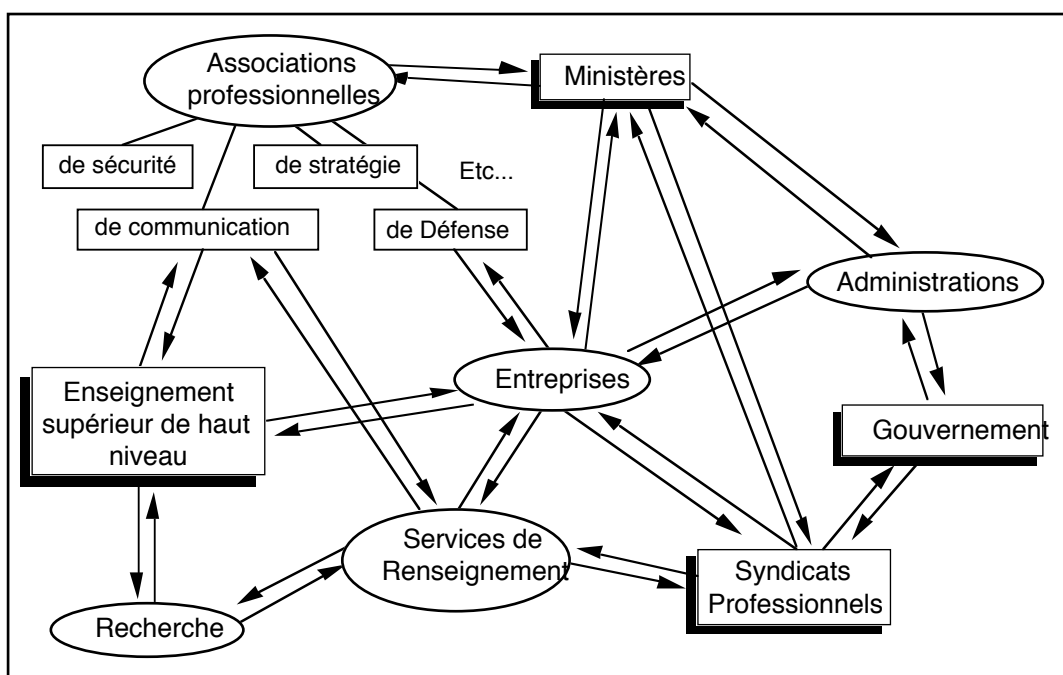 Associations
professionnelles
Ministères
de sécurité
de stratégie
Etc...
de communication
de Défense
Administrations
Entreprises
Enseignement
supérieur de haut
niveau
Gouvernement
Services de
Renseignement
Syndicats
Professionnels
Recherche